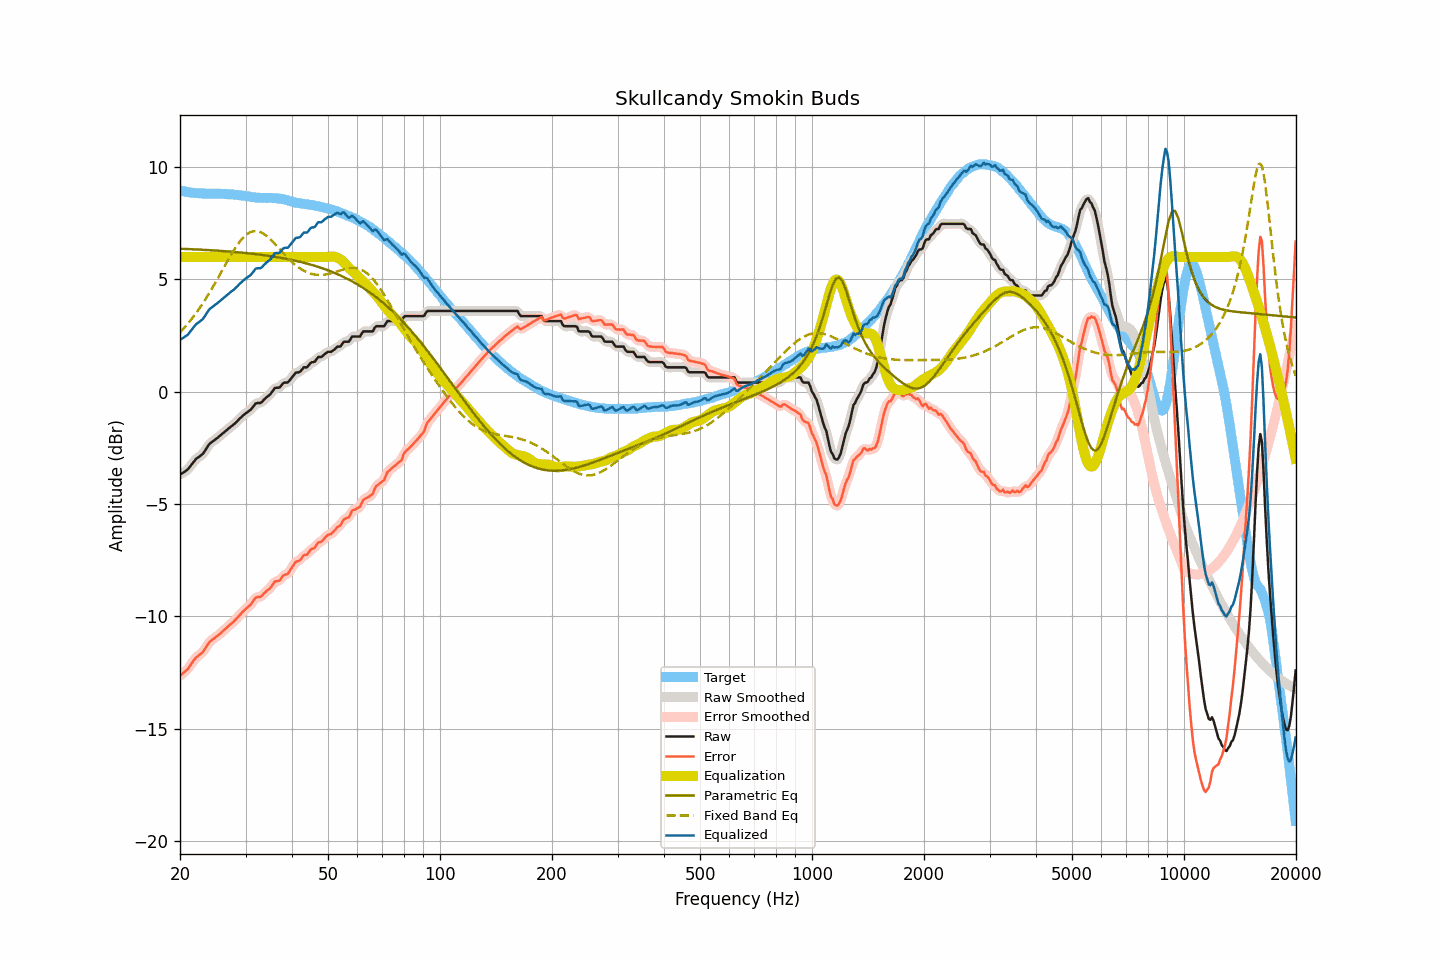 Skullcandy Smokin Buds
10
5
0
−5
−10
−15
−20
Amplitude (dBr)
Target
Raw Smoothed
Error Smoothed
Raw
Error
Equalization
Parametric Eq
Fixed Band Eq
Equalized
20 50 100 200 500 1000 2000 5000 10000 20000
Frequency (Hz)